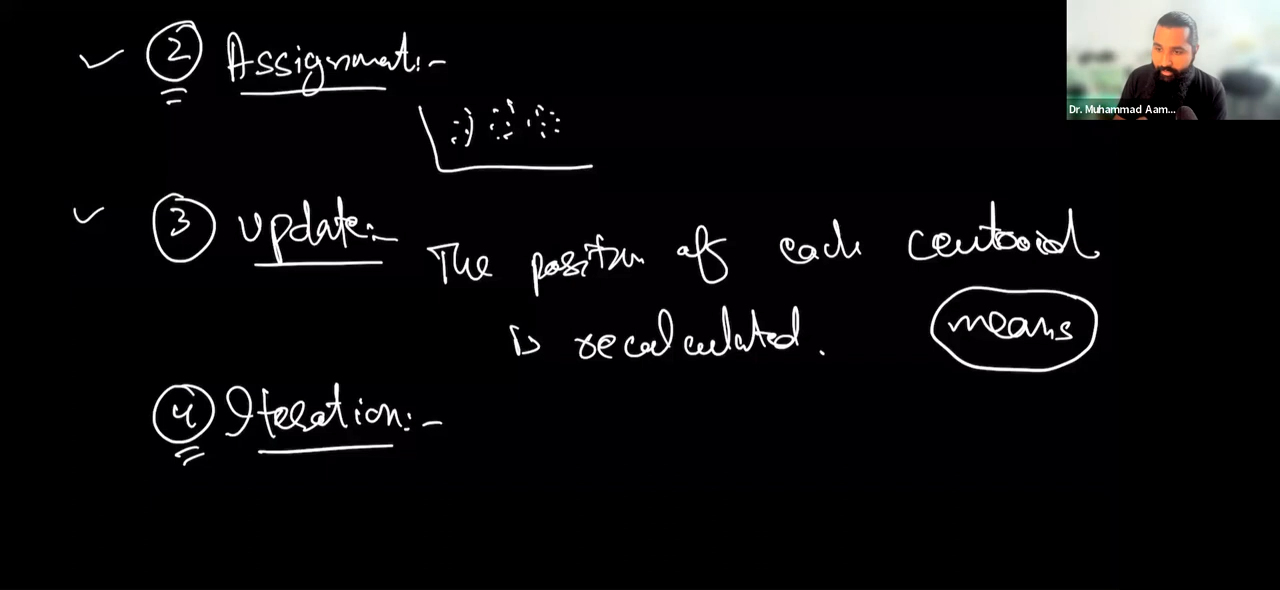 ② Assignment:-
Dr. Muhammad Aam...
③ update:-
The position of each centroid
is recalculated. means
④ Iteration:-